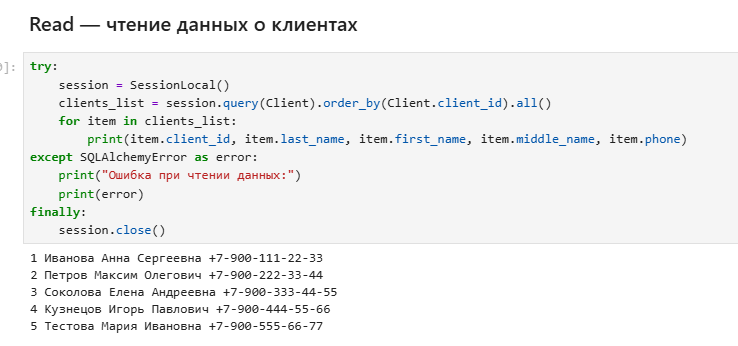 Read — чтение данных о клиентах
]:
try:
    session = SessionLocal()
    clients_list = session.query(Client).order_by(Client.client_id).all()
    for item in clients_list:
        print(item.client_id, item.last_name, item.first_name, item.middle_name, item.phone)
except SQLAlchemyError as error:
    print("Ошибка при чтении данных:")
    print(error)
finally:
    session.close()
1 Иванова Анна Сергеевна +7-900-111-22-33
2 Петров Максим Олегович +7-900-222-33-44
3 Соколова Елена Андреевна +7-900-333-44-55
4 Кузнецов Игорь Павлович +7-900-444-55-66
5 Тестова Мария Ивановна +7-900-555-66-77